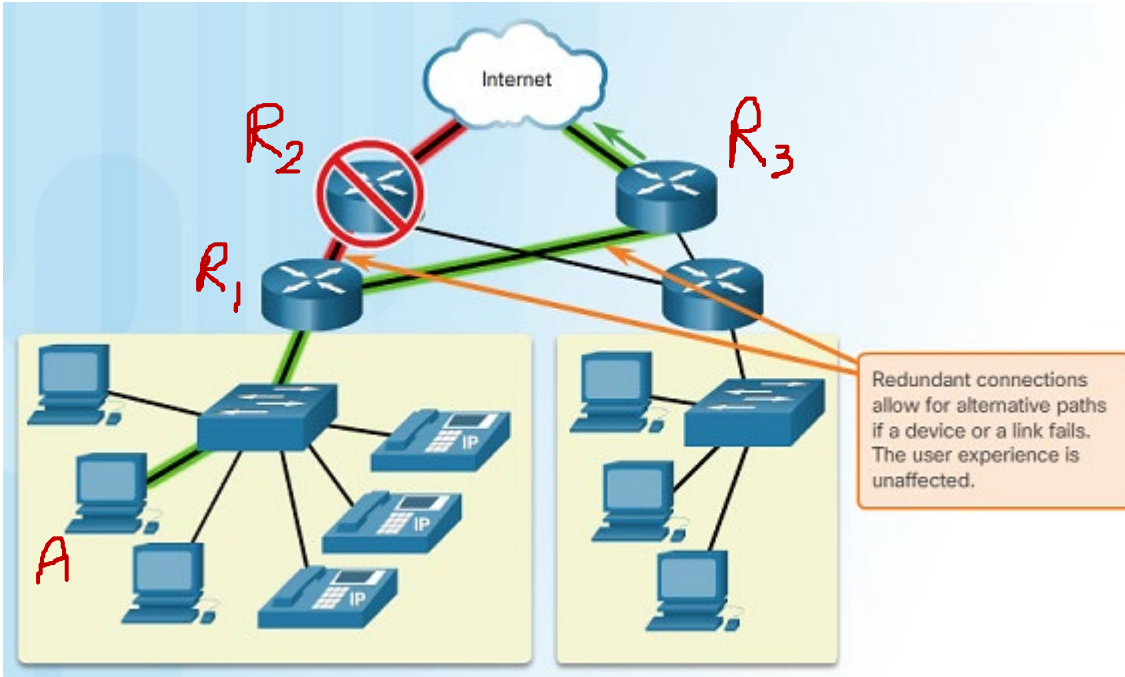 Internet
R2
R3
R1
Redundant connections
allow for alternative paths
if a device or a link fails.
The user experience is
unaffected.
IP
IP
IP
A